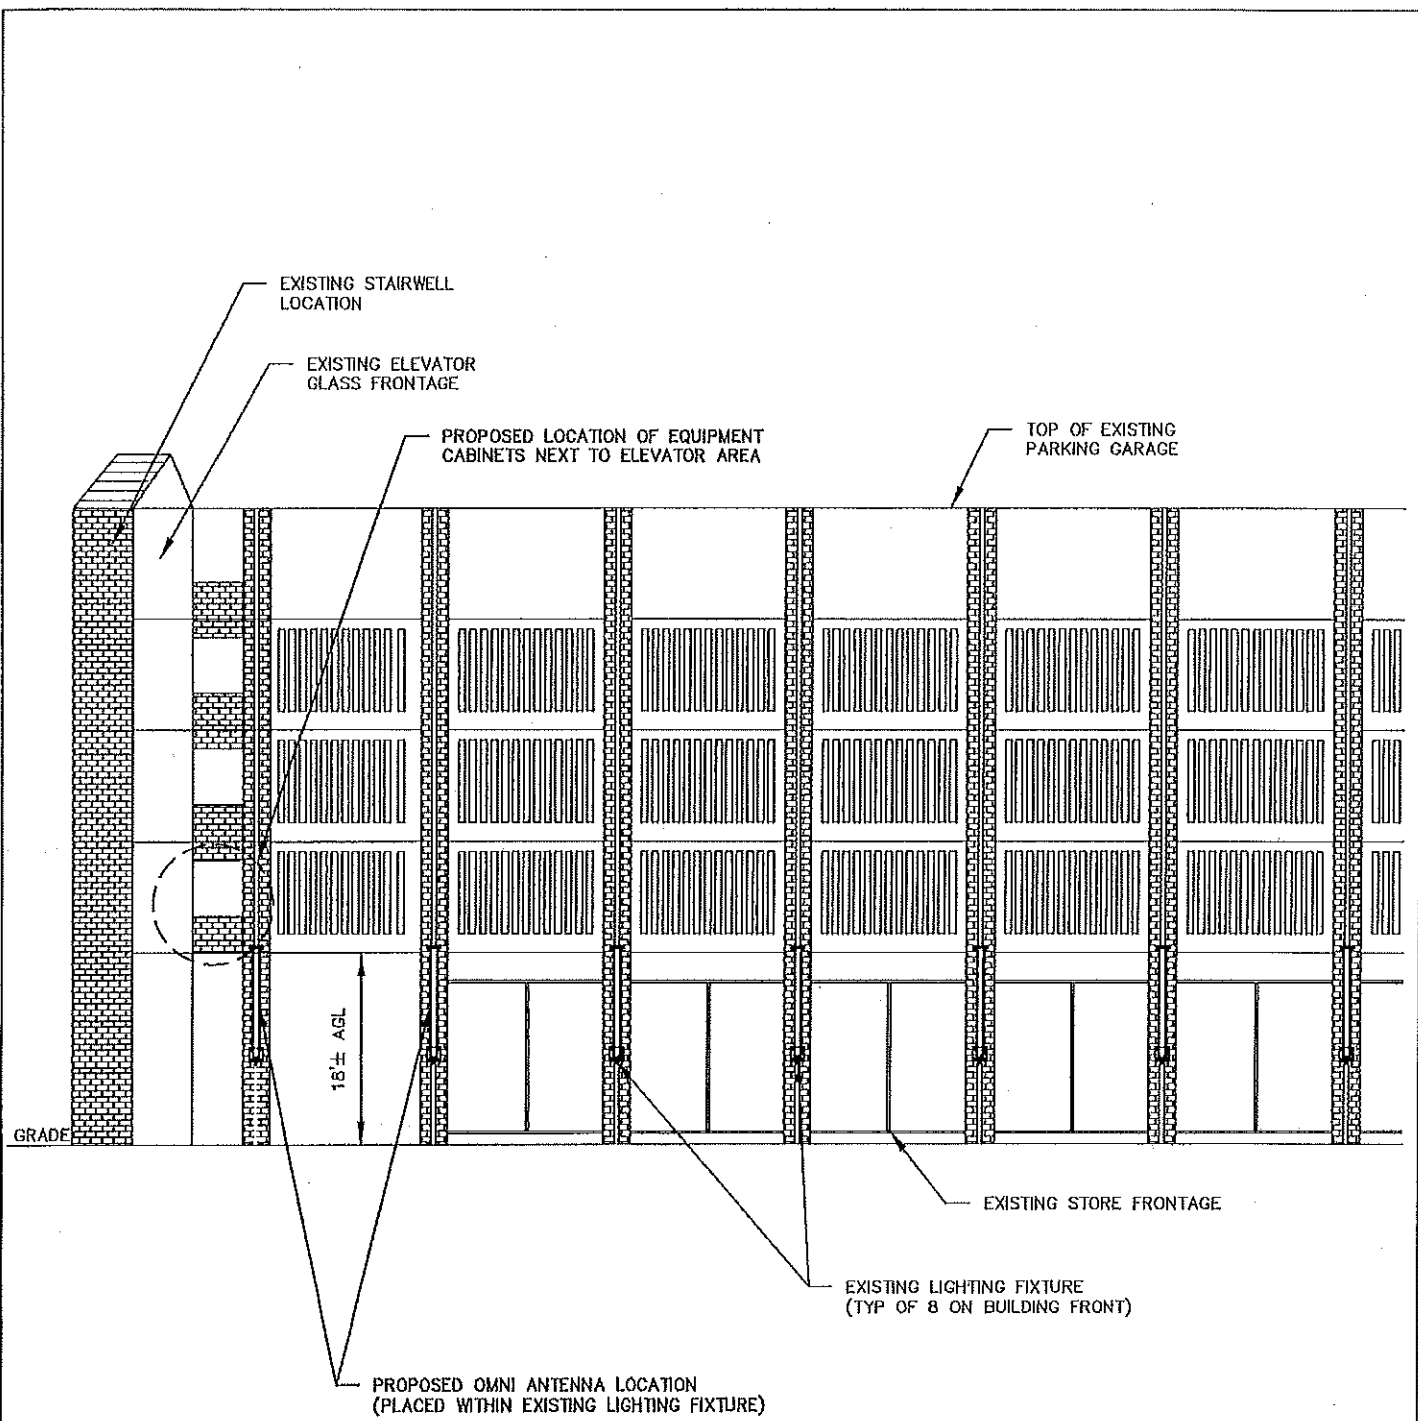 EXISTING STAIRWELL
LOCATION
EXISTING ELEVATOR
GLASS FRONTAGE
PROPOSED LOCATION OF EQUIPMENT
CABINETS NEXT TO ELEVATOR AREA
TOP OF EXISTING
PARKING GARAGE
18'± AGL
GRADE
EXISTING STORE FRONTAGE
EXISTING LIGHTING FIXTURE
(TYP OF 8 ON BUILDING FRONT)
PROPOSED OMNI ANTENNA LOCATION
(PLACED WITHIN EXISTING LIGHTING FIXTURE)